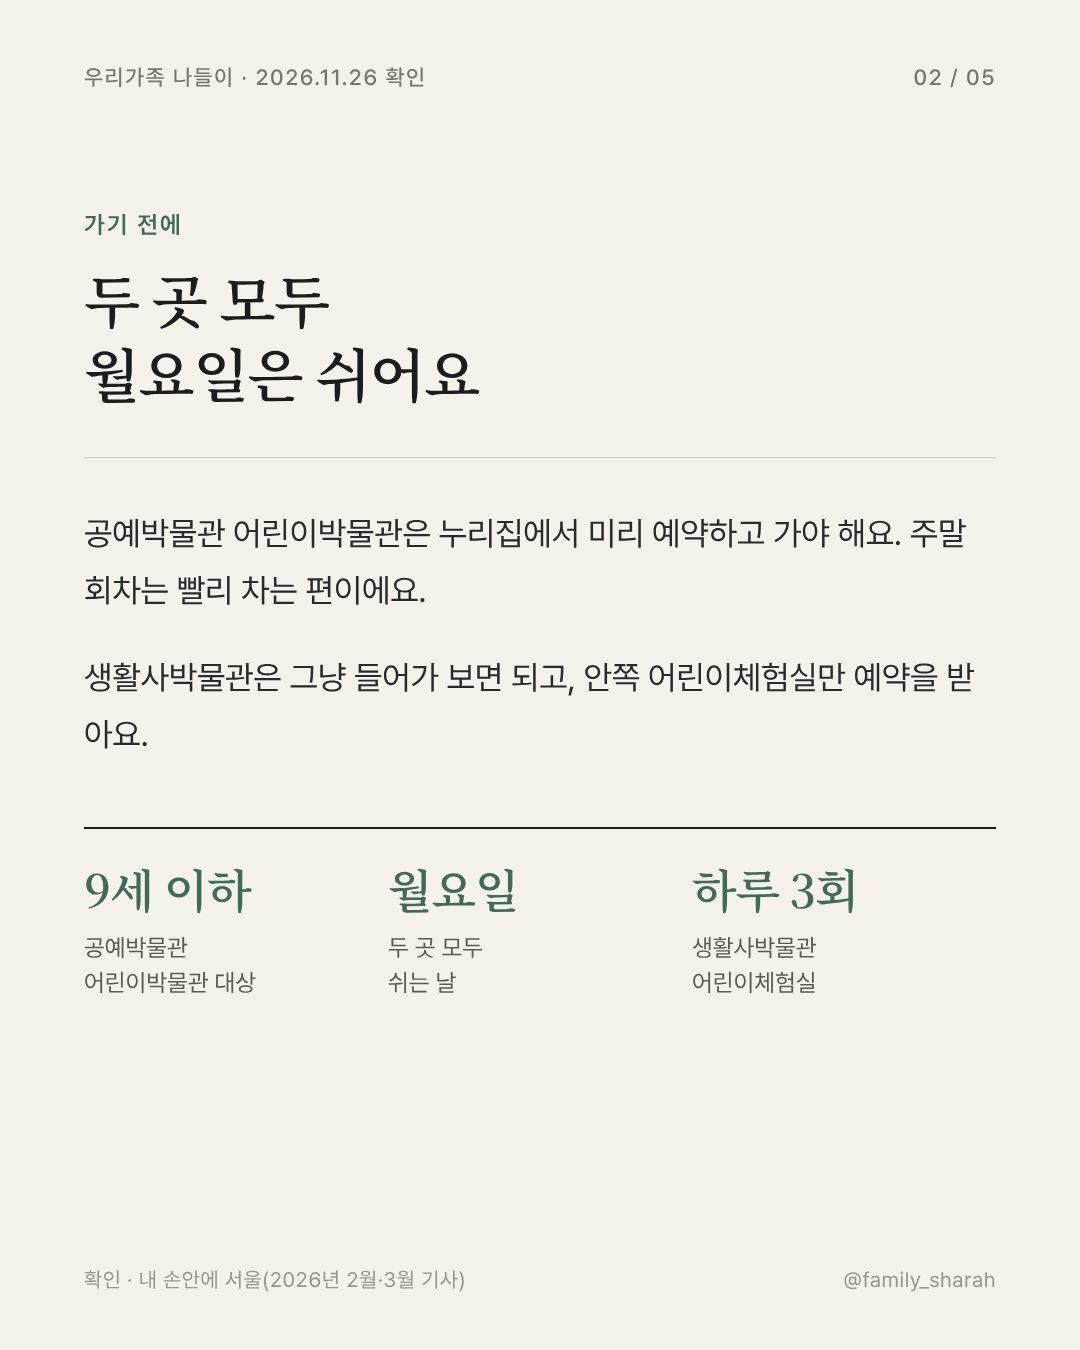 우리가족 나들이 · 2026.11.26 확인
02 / 05
가기 전에
두 곳 모두
월요일은 쉬어요
공예박물관 어린이박물관은 누리집에서 미리 예약하고 가야 해요. 주말
회차는 빨리 차는 편이에요.
생활사박물관은 그냥 들어가 보면 되고, 안쪽 어린이체험실만 예약을 받
아요.
9세 이하
공예박물관
어린이박물관 대상
월요일
두 곳 모두
쉬는 날
하루 3회
생활사박물관
어린이체험실
확인 · 내 손안에 서울(2026년 2월·3월 기사)
@family_sharah